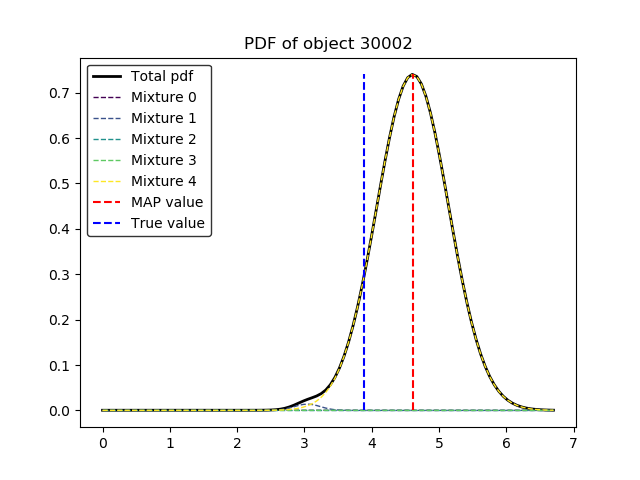 PDF of object 30002
Total pdf
Mixture 0
Mixture 1
Mixture 2
Mixture 3
Mixture 4
MAP value
True value
0.7
0.6
0.5
0.4
0.3
0.2
0.1
0.0
0 1 2 3 4 5 6 7